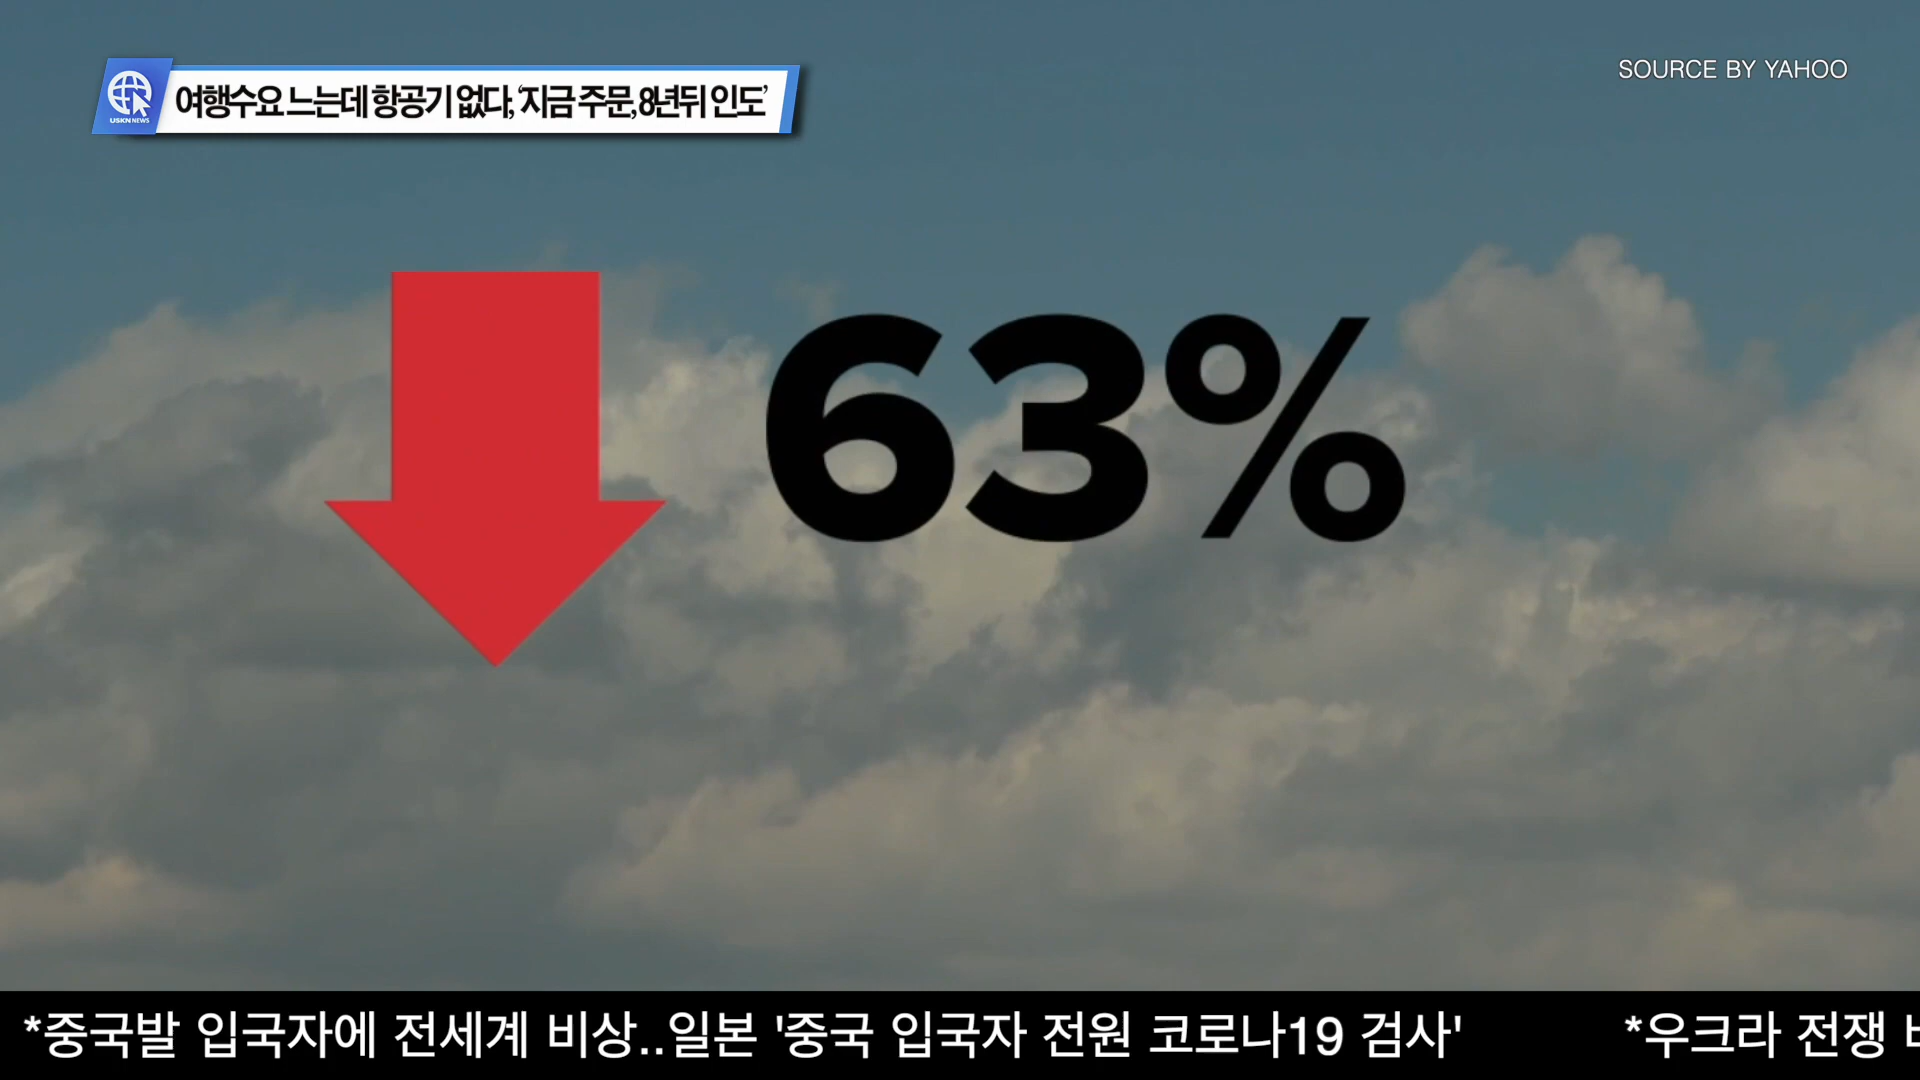 SOURCE BY YAHOO
USKN NEWS
여행수요 느는데 항공기 없다, '지금 주문, 8년뒤 인도'
63%
*중국발 입국자에 전세계 비상..일본 '중국 입국자 전원 코로나19 검사'
*우크라 전쟁